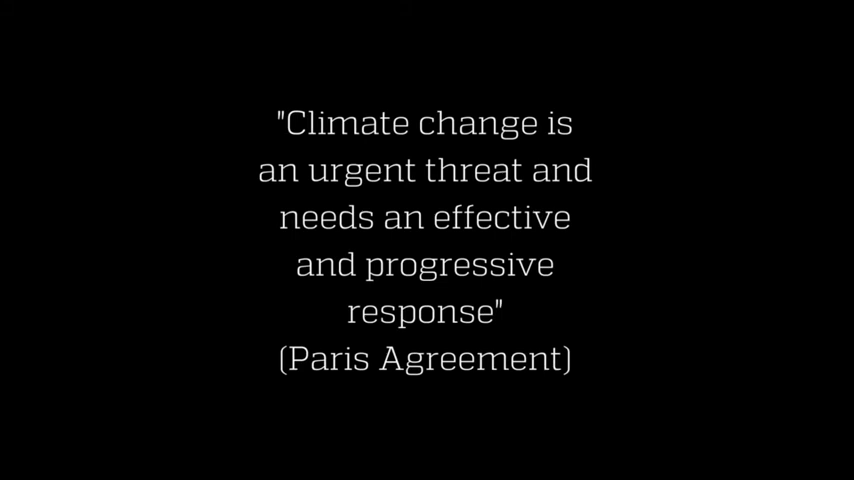 "Climate change is
an urgent threat and
needs an effective
and progressive
response"
(Paris Agreement)